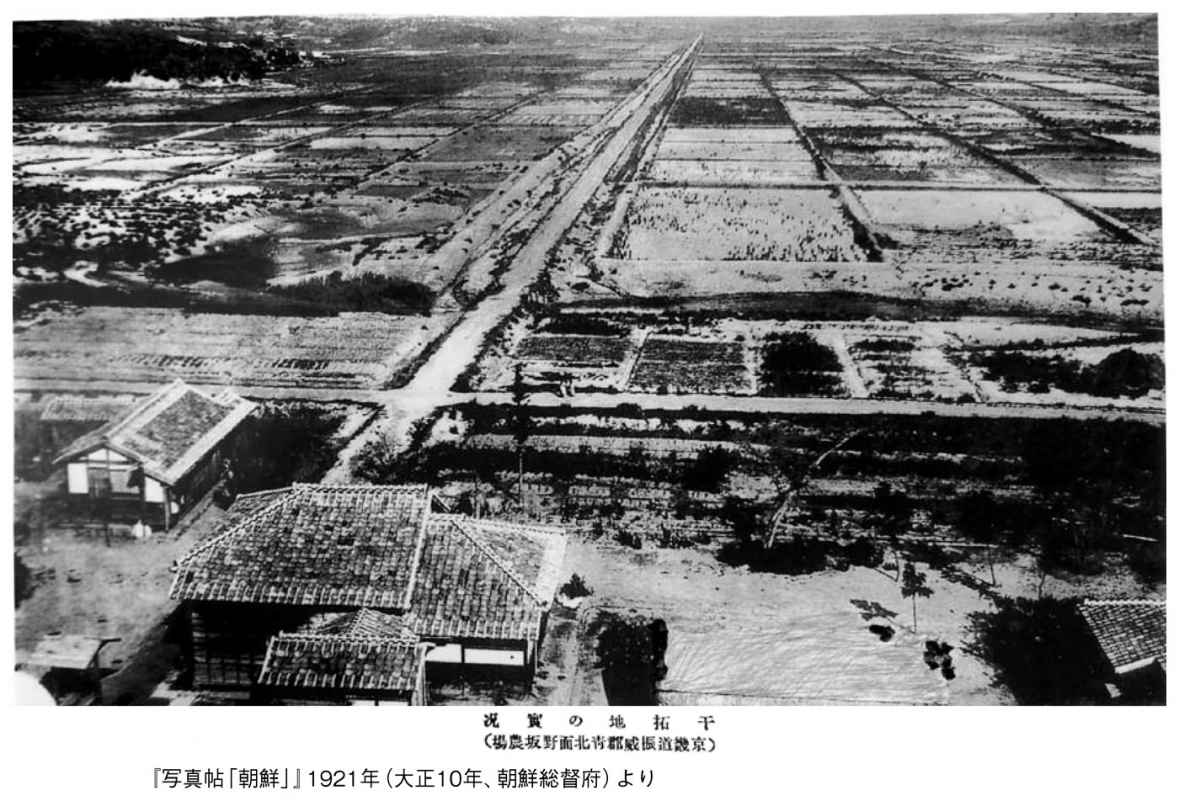 干拓地の實況
(京畿道振威郡靑北面野坂農場)
『写真帖「朝鮮」』1921年（大正10年、朝鮮総督府）より